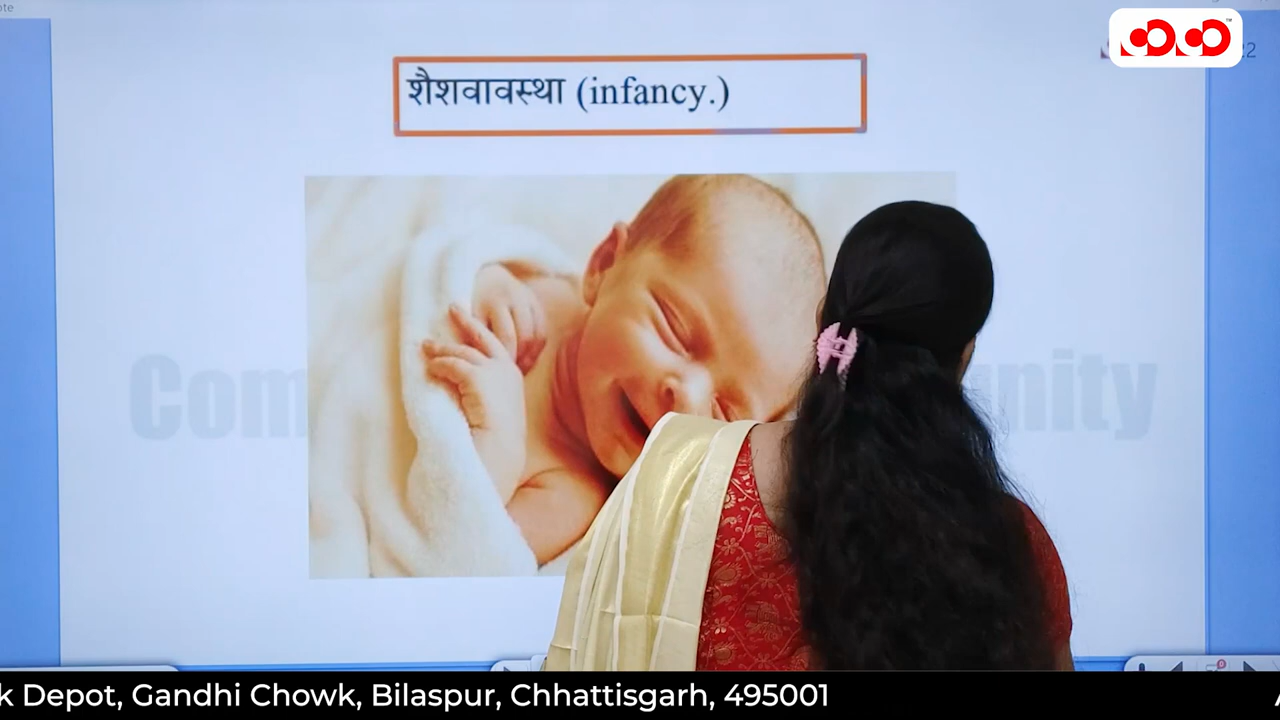 शैशवावस्था (infancy.)
k Depot, Gandhi Chowk, Bilaspur, Chhattisgarh, 495001